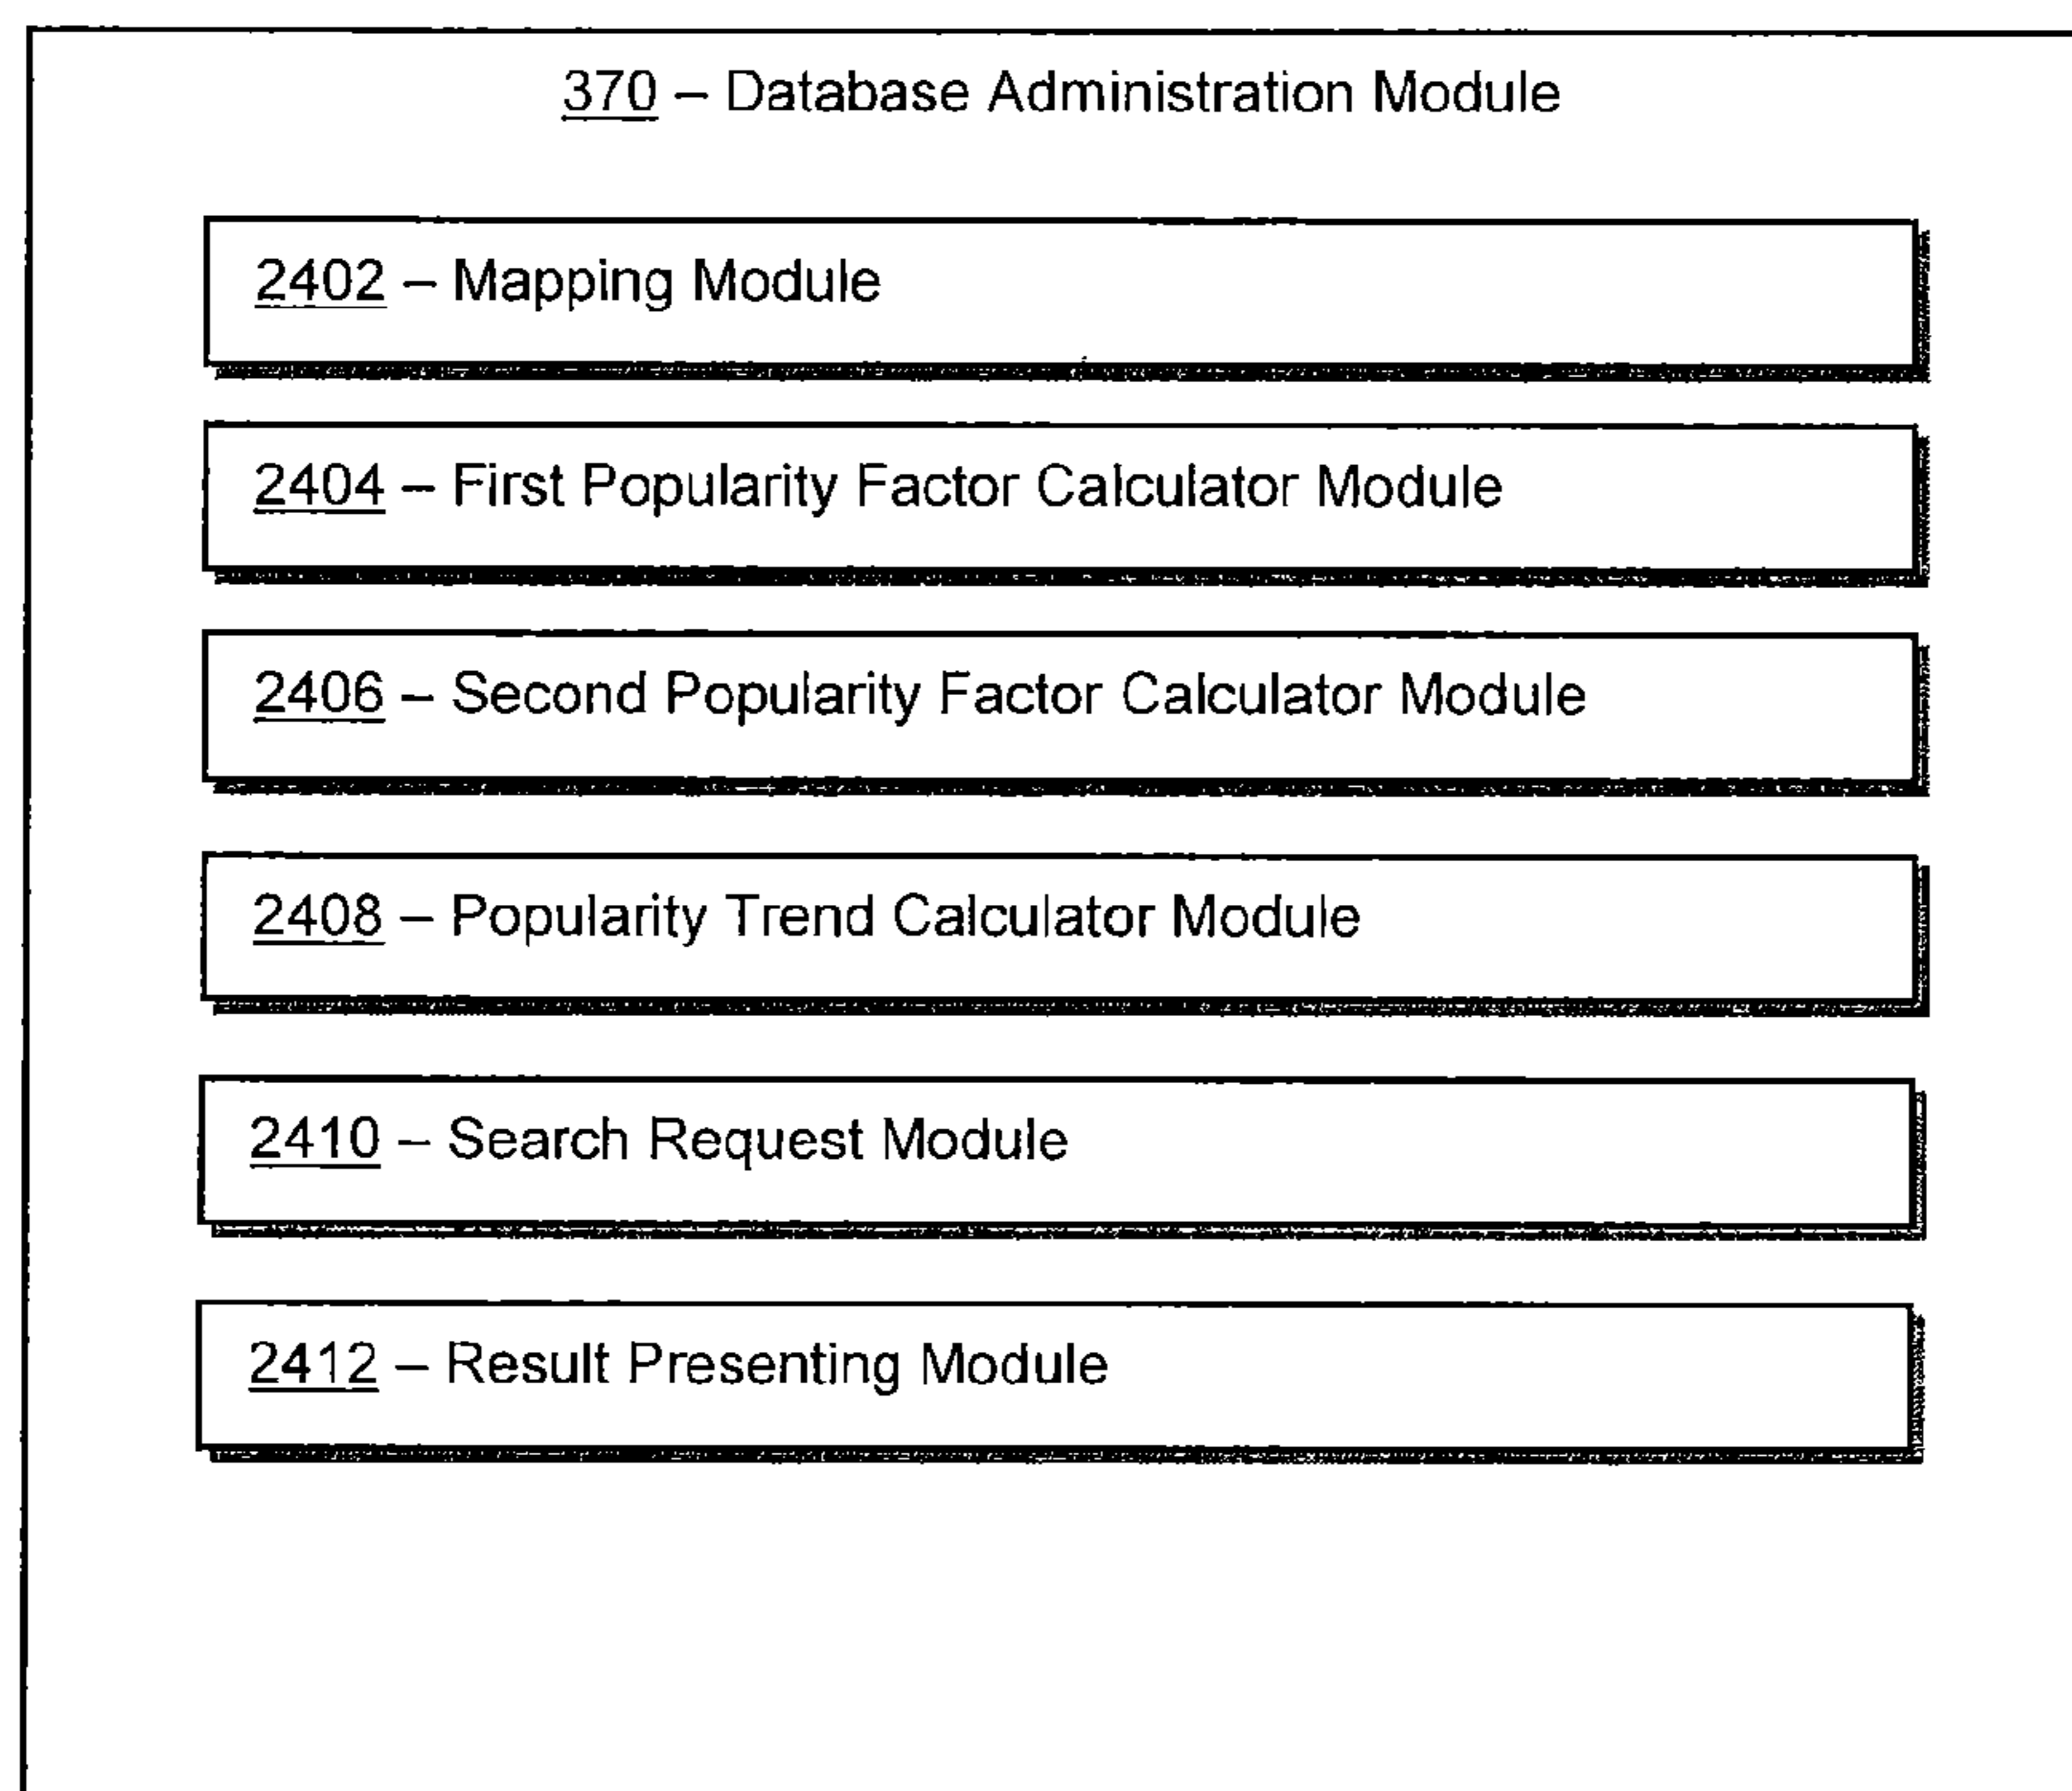 370 – Database Administration Module
2402 – Mapping Module
2404 – First Popularity Factor Calculator Module
2406 – Second Popularity Factor Calculator Module
2408 – Popularity Trend Calculator Module
2410 – Search Request Module
2412 – Result Presenting Module